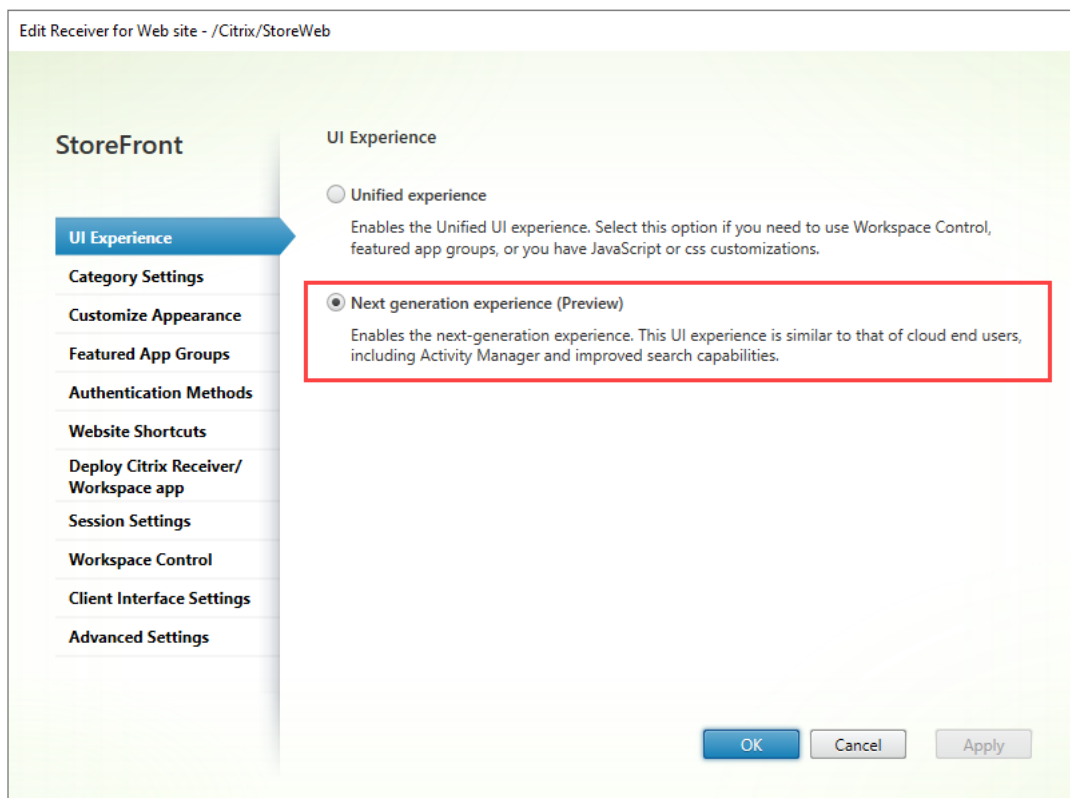 Edit Receiver for Web site - /Citrix/StoreWeb
StoreFront
UI Experience
Category Settings
Customize Appearance
Featured App Groups
Authentication Methods
Website Shortcuts
Deploy Citrix Receiver/
Workspace app
Session Settings
Workspace Control
Client Interface Settings
Advanced Settings
UI Experience
Unified experience
Enables the Unified UI experience. Select this option if you need to use Workspace Control,
featured app groups, or you have JavaScript or css customizations.
Next generation experience (Preview)
Enables the next-generation experience. This UI experience is similar to that of cloud end users,
including Activity Manager and improved search capabilities.
OK
Cancel
Apply